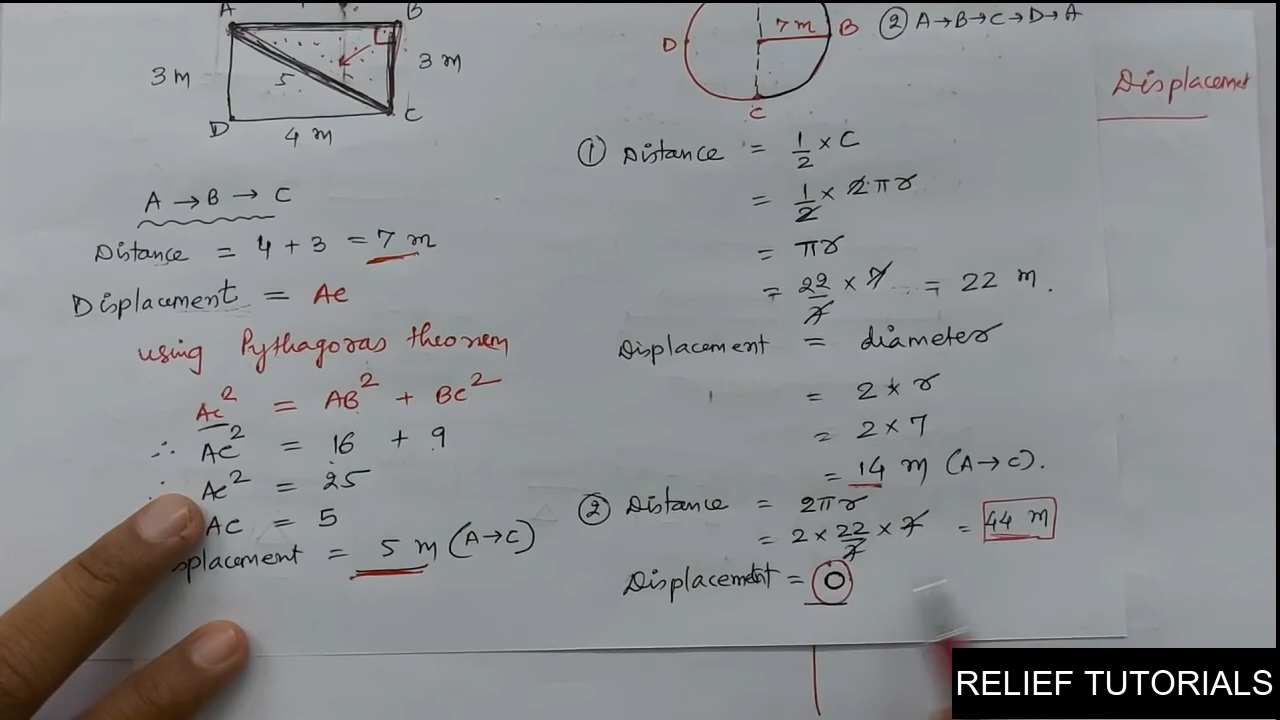 A B
3 m
5
3 m
D C
4 m
A → B → C
Distance = 4 + 3 = 7 m
Displacement = AC
using Pythagoras theorem
AC² = AB² + BC²
∴ AC² = 16 + 9
∴ AC² = 25
AC = 5
splacement = 5 m (A→C)
7 m
D B
C
② A→B→C→D→A
① Distance = 1/2 × C
= 1/2 × 2πr
= πr
= 22/7 × 7 = 22 m.
Displacement = diameter
= 2 × r
= 2 × 7
= 14 m (A→C).
② Distance = 2πr
= 2 × 22/7 × 7 = 44 m
Displacement = 0
Displacemet
RELIEF TUTORIALS